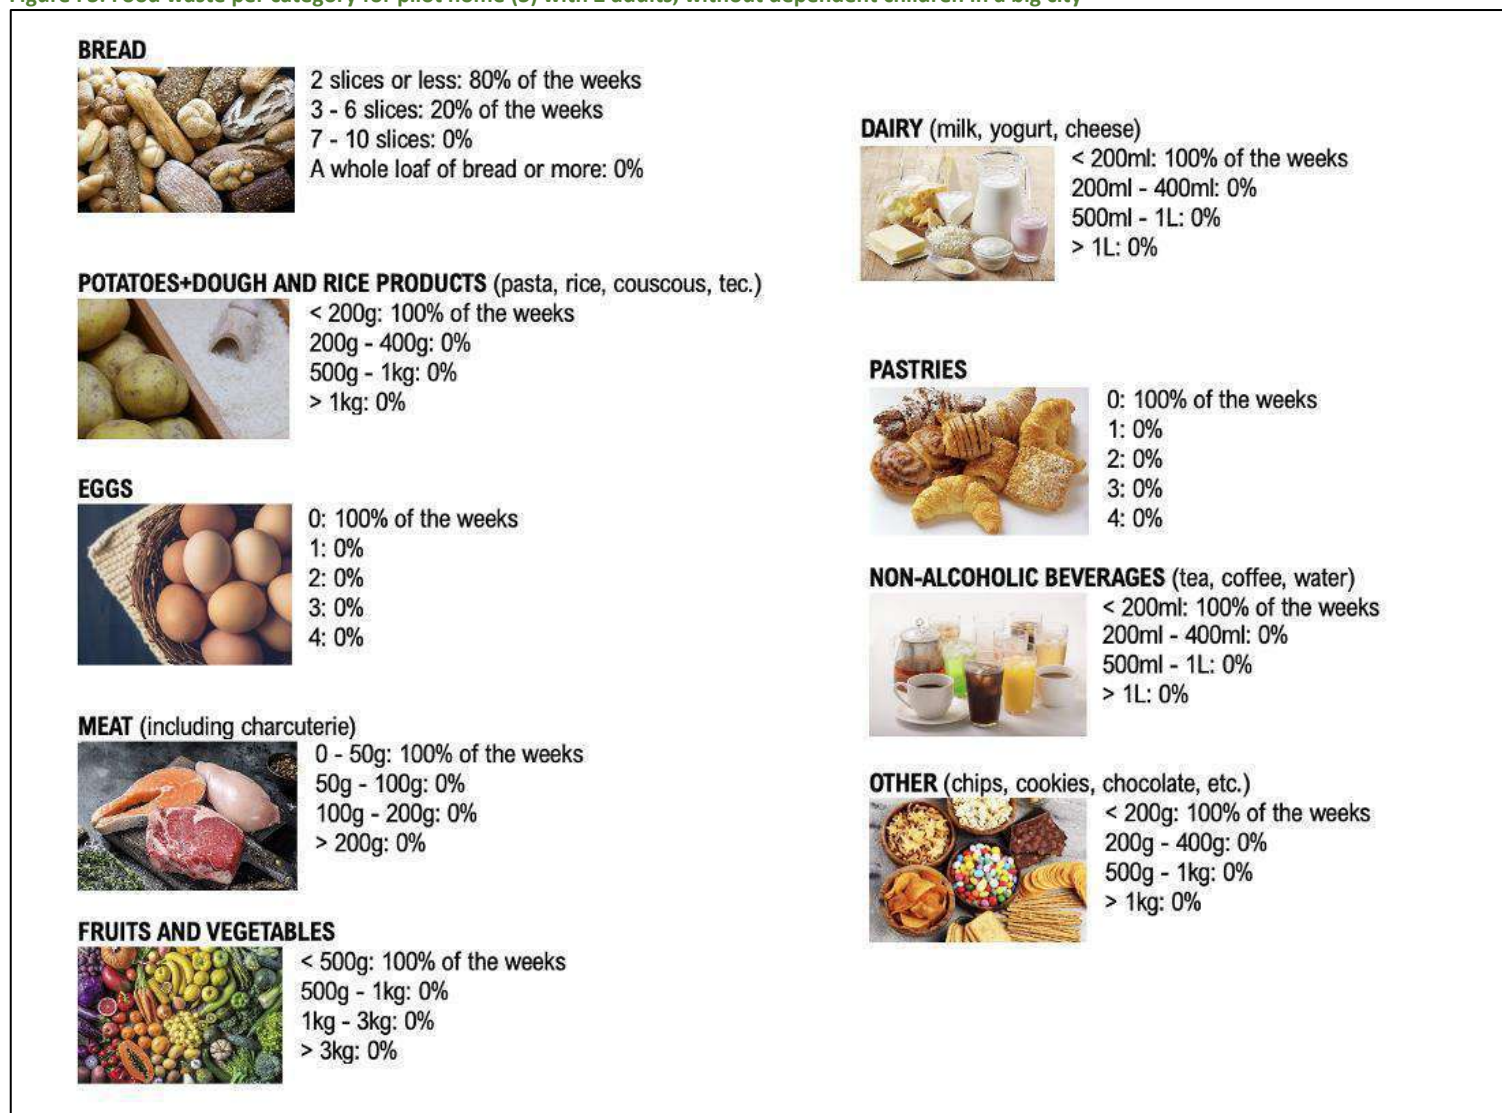 BREAD
2 slices or less: 80% of the weeks
3 - 6 slices: 20% of the weeks
7 - 10 slices: 0%
A whole loaf of bread or more: 0%
POTATOES+DOUGH AND RICE PRODUCTS (pasta, rice, couscous, tec.)
< 200g: 100% of the weeks
200g - 400g: 0%
500g - 1kg: 0%
> 1kg: 0%
EGGS
0: 100% of the weeks
1: 0%
2: 0%
3: 0%
4: 0%
MEAT (including charcuterie)
0 - 50g: 100% of the weeks
50g - 100g: 0%
100g - 200g: 0%
> 200g: 0%
FRUITS AND VEGETABLES
< 500g: 100% of the weeks
500g - 1kg: 0%
1kg - 3kg: 0%
> 3kg: 0%
DAIRY (milk, yogurt, cheese)
< 200ml: 100% of the weeks
200ml - 400ml: 0%
500ml - 1L: 0%
> 1L: 0%
PASTRIES
0: 100% of the weeks
1: 0%
2: 0%
3: 0%
4: 0%
NON-ALCOHOLIC BEVERAGES (tea, coffee, water)
< 200ml: 100% of the weeks
200ml - 400ml: 0%
500ml - 1L: 0%
> 1L: 0%
OTHER (chips, cookies, chocolate, etc.)
< 200g: 100% of the weeks
200g - 400g: 0%
500g - 1kg: 0%
> 1kg: 0%